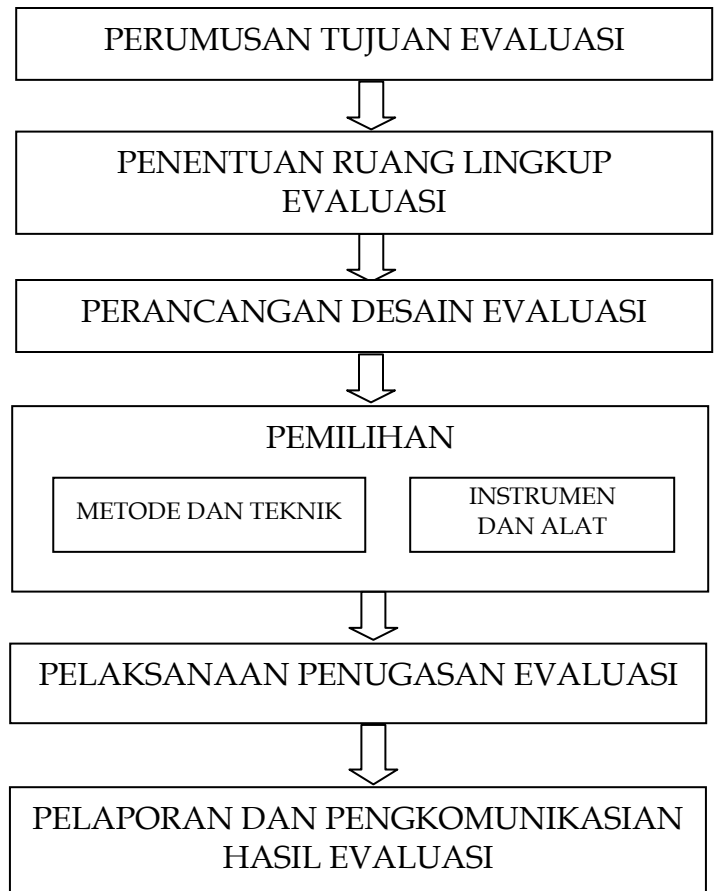 PERUMUSAN TUJUAN EVALUASI
PENENTUAN RUANG LINGKUP
EVALUASI
PERANCANGAN DESAIN EVALUASI
PEMILIHAN
METODE DAN TEKNIK
INSTRUMEN
DAN ALAT
PELAKSANAAN PENUGASAN EVALUASI
PELAPORAN DAN PENGKOMUNIKASIAN
HASIL EVALUASI